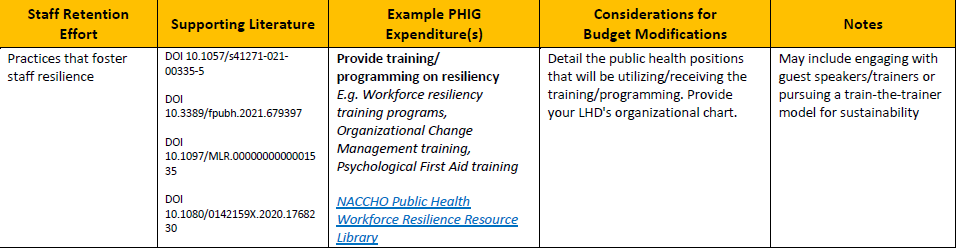 Staff Retention
Effort
Supporting Literature
Example PHIG
Expenditure(s)
Considerations for
Budget Modifications
Notes
Practices that foster
staff resilience
DOI 10.1057/s41271-021-
00335-5
DOI
10.3389/fpubh.2021.679397
DOI
10.1097/MLR.00000000000015
35
DOI
10.1080/0142159X.2020.17682
30
Provide training/
programming on resiliency
E.g. Workforce resiliency
training programs,
Organizational Change
Management training,
Psychological First Aid training
NACCHO Public Health
Workforce Resilience Resource
Library
Detail the public health positions
that will be utilizing/receiving the
training/programming. Provide
your LHD's organizational chart.
May include engaging with
guest speakers/trainers or
pursuing a train-the-trainer
model for sustainability